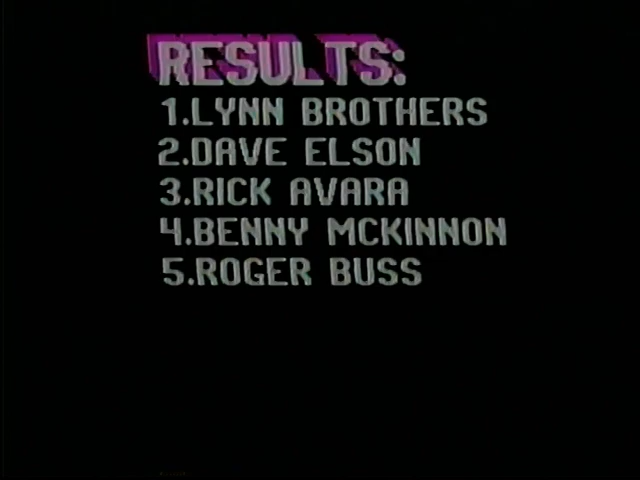 RESULTS:
1.LYNN BROTHERS
2.DAVE ELSON
3.RICK AVARA
4.BENNY MCKINNON
5.ROGER BUSS